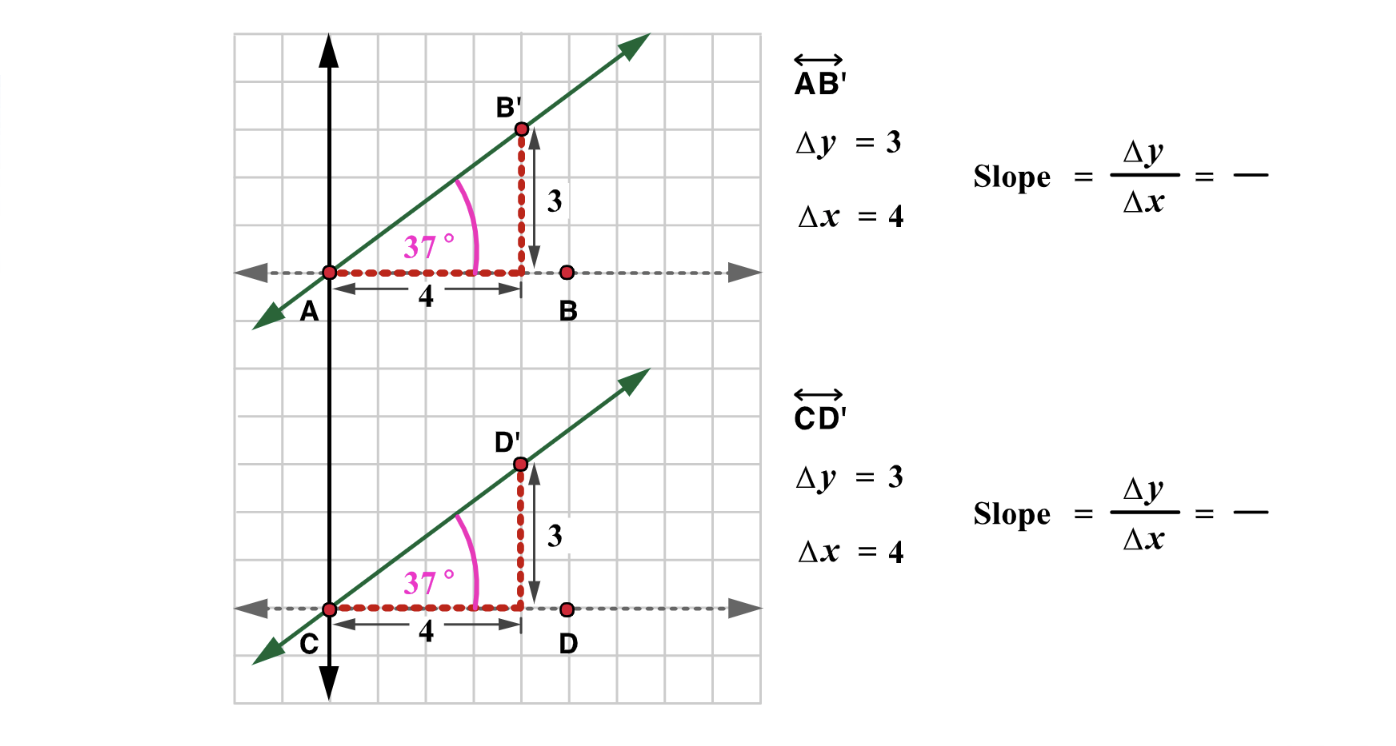 B'
3
37°
4
A
B
AB'
Δy = 3
Δx = 4
Slope = Δy/Δx = —
D'
3
37°
4
C
D
CD'
Δy = 3
Δx = 4
Slope = Δy/Δx = —